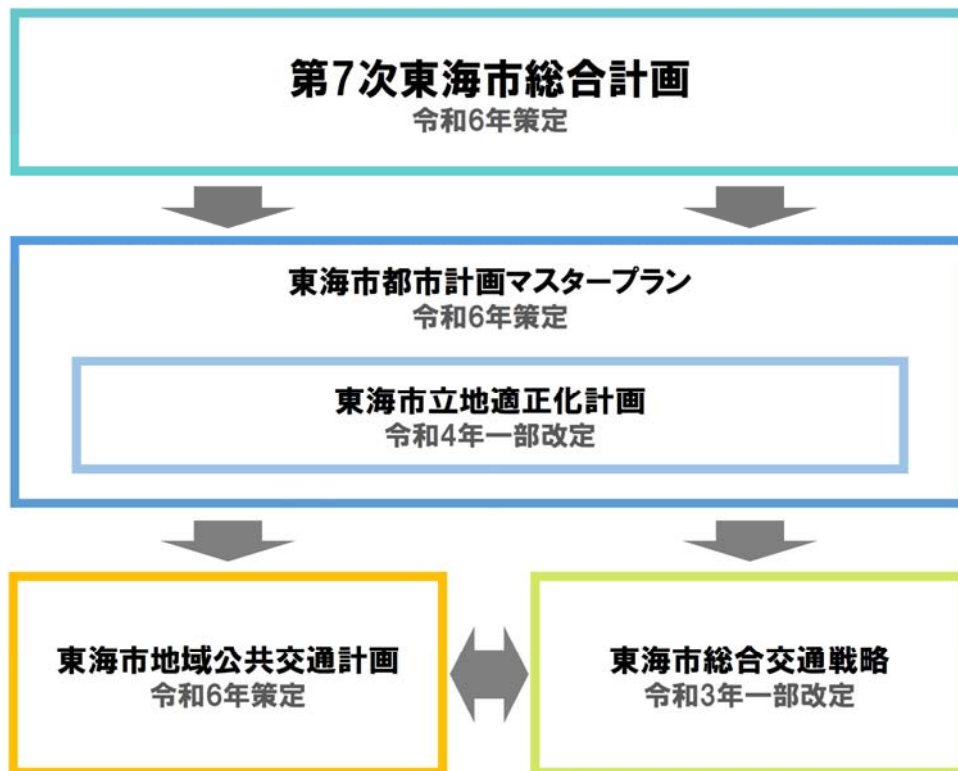 第7次東海市総合計画
令和6年策定
東海市都市計画マスタープラン
令和6年策定
東海市立地適正化計画
令和4年一部改定
東海市地域公共交通計画
令和6年策定
東海市総合交通戦略
令和3年一部改定